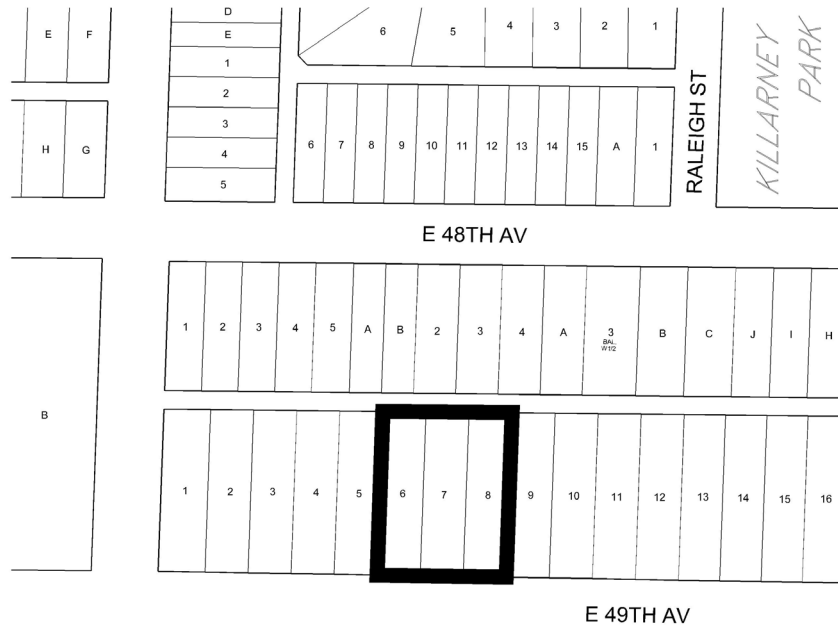 D
E F E 6 5 4 3 2 1
1
2
3
H G 4 6 7 8 9 10 11 12 13 14 15 A 1
5
RALEIGH ST
KILLARNEY
PARK
E 48TH AV
1 2 3 4 5 A B 2 3 4 A 3 B C J I H
BAL.
W1/2
B
1 2 3 4 5 6 7 8 9 10 11 12 13 14 15 16
E 49TH AV